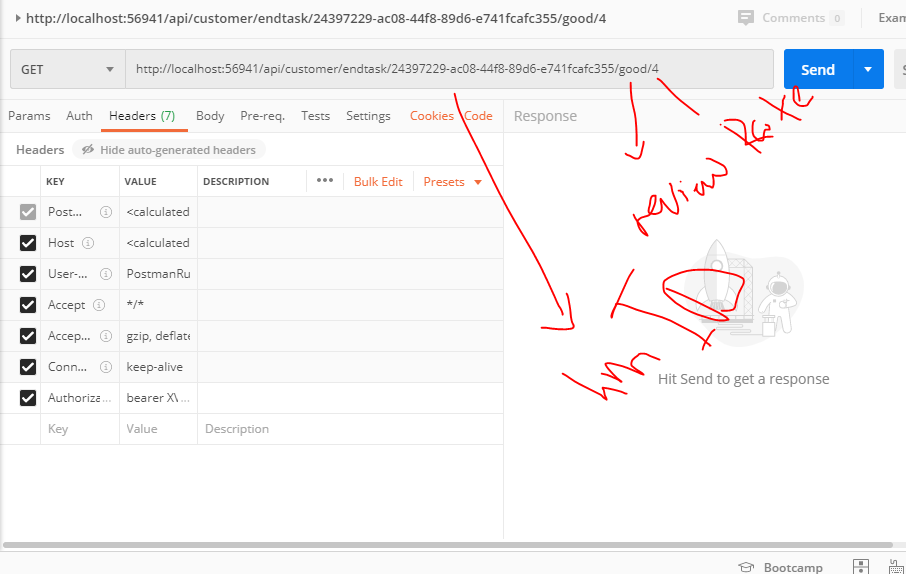 http://localhost:56941/api/customer/endtask/24397229-ac08-44f8-89d6-e741fcafc355/good/4
Comments 0
Exam
GET
http://localhost:56941/api/customer/endtask/24397229-ac08-44f8-89d6-e741fcafc355/good/4
Send
Params Auth Headers (7) Body Pre-req. Tests Settings Cookies Code
Response
Headers Hide auto-generated headers
KEY VALUE DESCRIPTION ••• Bulk Edit Presets
Post... <calculated
Host <calculated
User-... PostmanRu
Accept */*
Accep... gzip, deflate
Conn... keep-alive
Authoriza... bearer X\...
Key Value Description
review Rate
Hit Send to get a response
Bootcamp